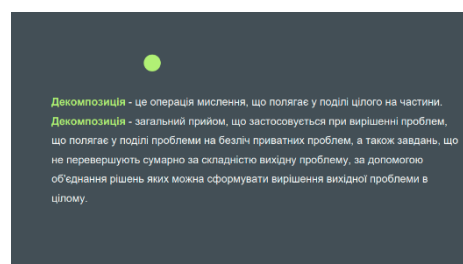 Декомпозиція - це операція мислення, що полягає у поділі цілого на частини.
Декомпозиція - загальний прийом, що застосовується при вирішенні проблем,
що полягає у поділі проблеми на безліч приватних проблем, а також завдань, що
не перевершують сумарно за складністю вихідну проблему, за допомогою
об'єднання рішень яких можна сформувати вирішення вихідної проблеми в
цілому.